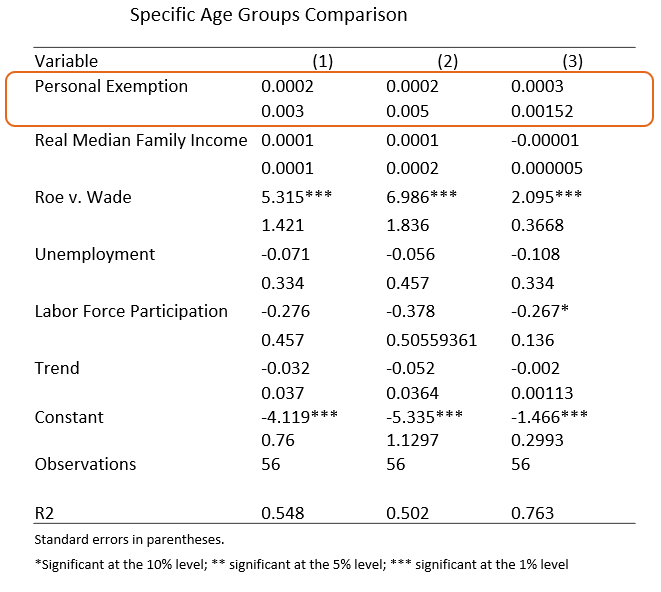 Specific Age Groups Comparison
Variable (1) (2) (3)
Personal Exemption 0.0002 0.0002 0.0003
0.003 0.005 0.00152
Real Median Family Income 0.0001 0.0001 -0.00001
0.0001 0.0002 0.000005
Roe v. Wade 5.315*** 6.986*** 2.095***
1.421 1.836 0.3668
Unemployment -0.071 -0.056 -0.108
0.334 0.457 0.334
Labor Force Participation -0.276 -0.378 -0.267*
0.457 0.50559361 0.136
Trend -0.032 -0.052 -0.002
0.037 0.0364 0.00113
Constant -4.119*** -5.335*** -1.466***
0.76 1.1297 0.2993
Observations 56 56 56
R2 0.548 0.502 0.763
Standard errors in parentheses.
*Significant at the 10% level; ** significant at the 5% level; *** significant at the 1% level